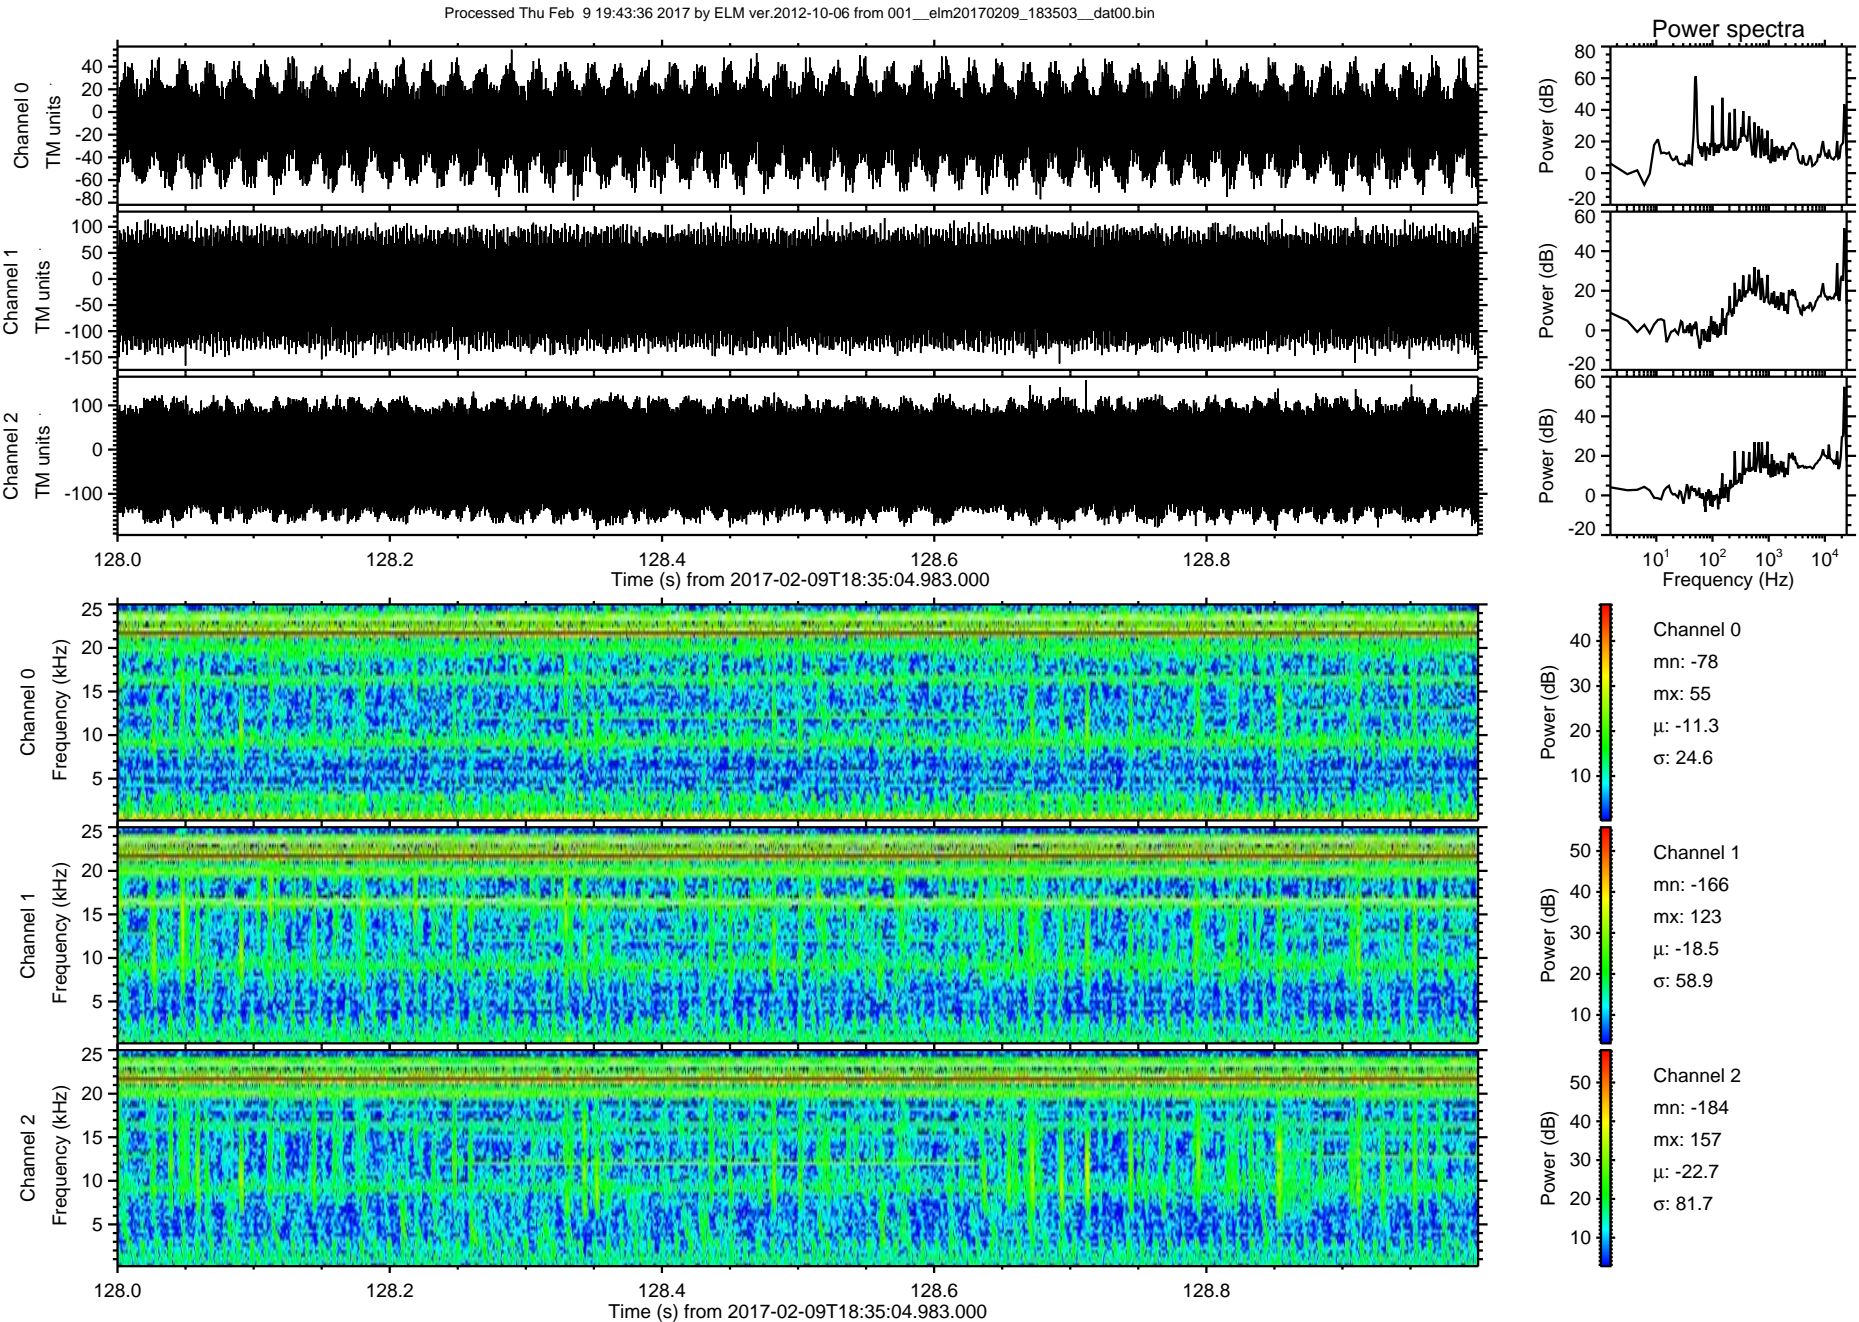 Processed Thu Feb  9 19:43:36 2017 by ELM ver.2012-10-06 from 001__elm20170209_183503__dat00.bin
Power spectra
Channel 0
TM units
40
20
0
-20
-40
-60
-80
Power (dB)
80
60
40
20
0
-20
Channel 1
TM units
100
50
0
-50
-100
-150
Power (dB)
60
40
20
0
-20
Channel 2
TM units
100
0
-100
Power (dB)
60
40
20
0
-20
128.0 128.2 128.4 128.6 128.8
Time (s) from 2017-02-09T18:35:04.983.000
10^1 10^2 10^3 10^4
Frequency (Hz)
Channel 0
Frequency (kHz)
25
20
15
10
5
Power (dB)
40
30
20
10
Channel 0
mn: -78
mx: 55
μ: -11.3
σ: 24.6
Channel 1
Frequency (kHz)
25
20
15
10
5
Power (dB)
50
40
30
20
10
Channel 1
mn: -166
mx: 123
μ: -18.5
σ: 58.9
Channel 2
Frequency (kHz)
25
20
15
10
5
Power (dB)
50
40
30
20
10
Channel 2
mn: -184
mx: 157
μ: -22.7
σ: 81.7
128.0 128.2 128.4 128.6 128.8
Time (s) from 2017-02-09T18:35:04.983.000